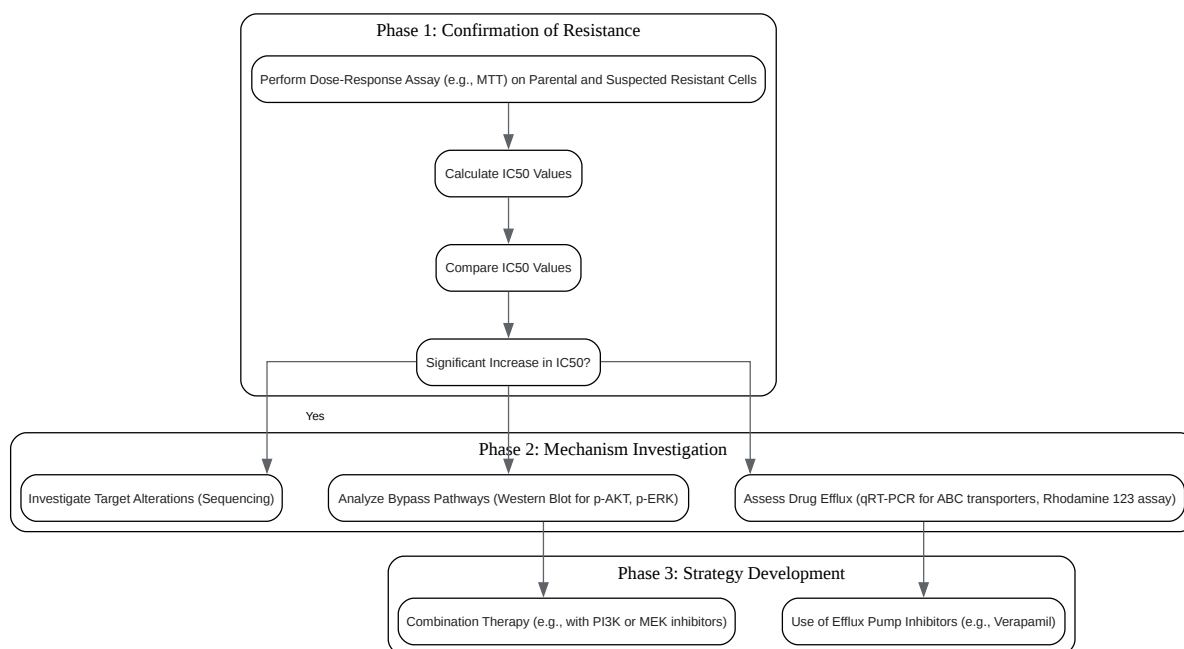 Phase 1: Confirmation of Resistance
Perform Dose-Response Assay (e.g., MTT) on Parental and Suspected Resistant Cells
Calculate IC50 Values
Compare IC50 Values
Significant Increase in IC50?
Yes
Phase 2: Mechanism Investigation
Investigate Target Alterations (Sequencing)
Analyze Bypass Pathways (Western Blot for p-AKT, p-ERK)
Assess Drug Efflux (qRT-PCR for ABC transporters, Rhodamine 123 assay)
Phase 3: Strategy Development
Combination Therapy (e.g., with PI3K or MEK inhibitors)
Use of Efflux Pump Inhibitors (e.g., Verapamil)